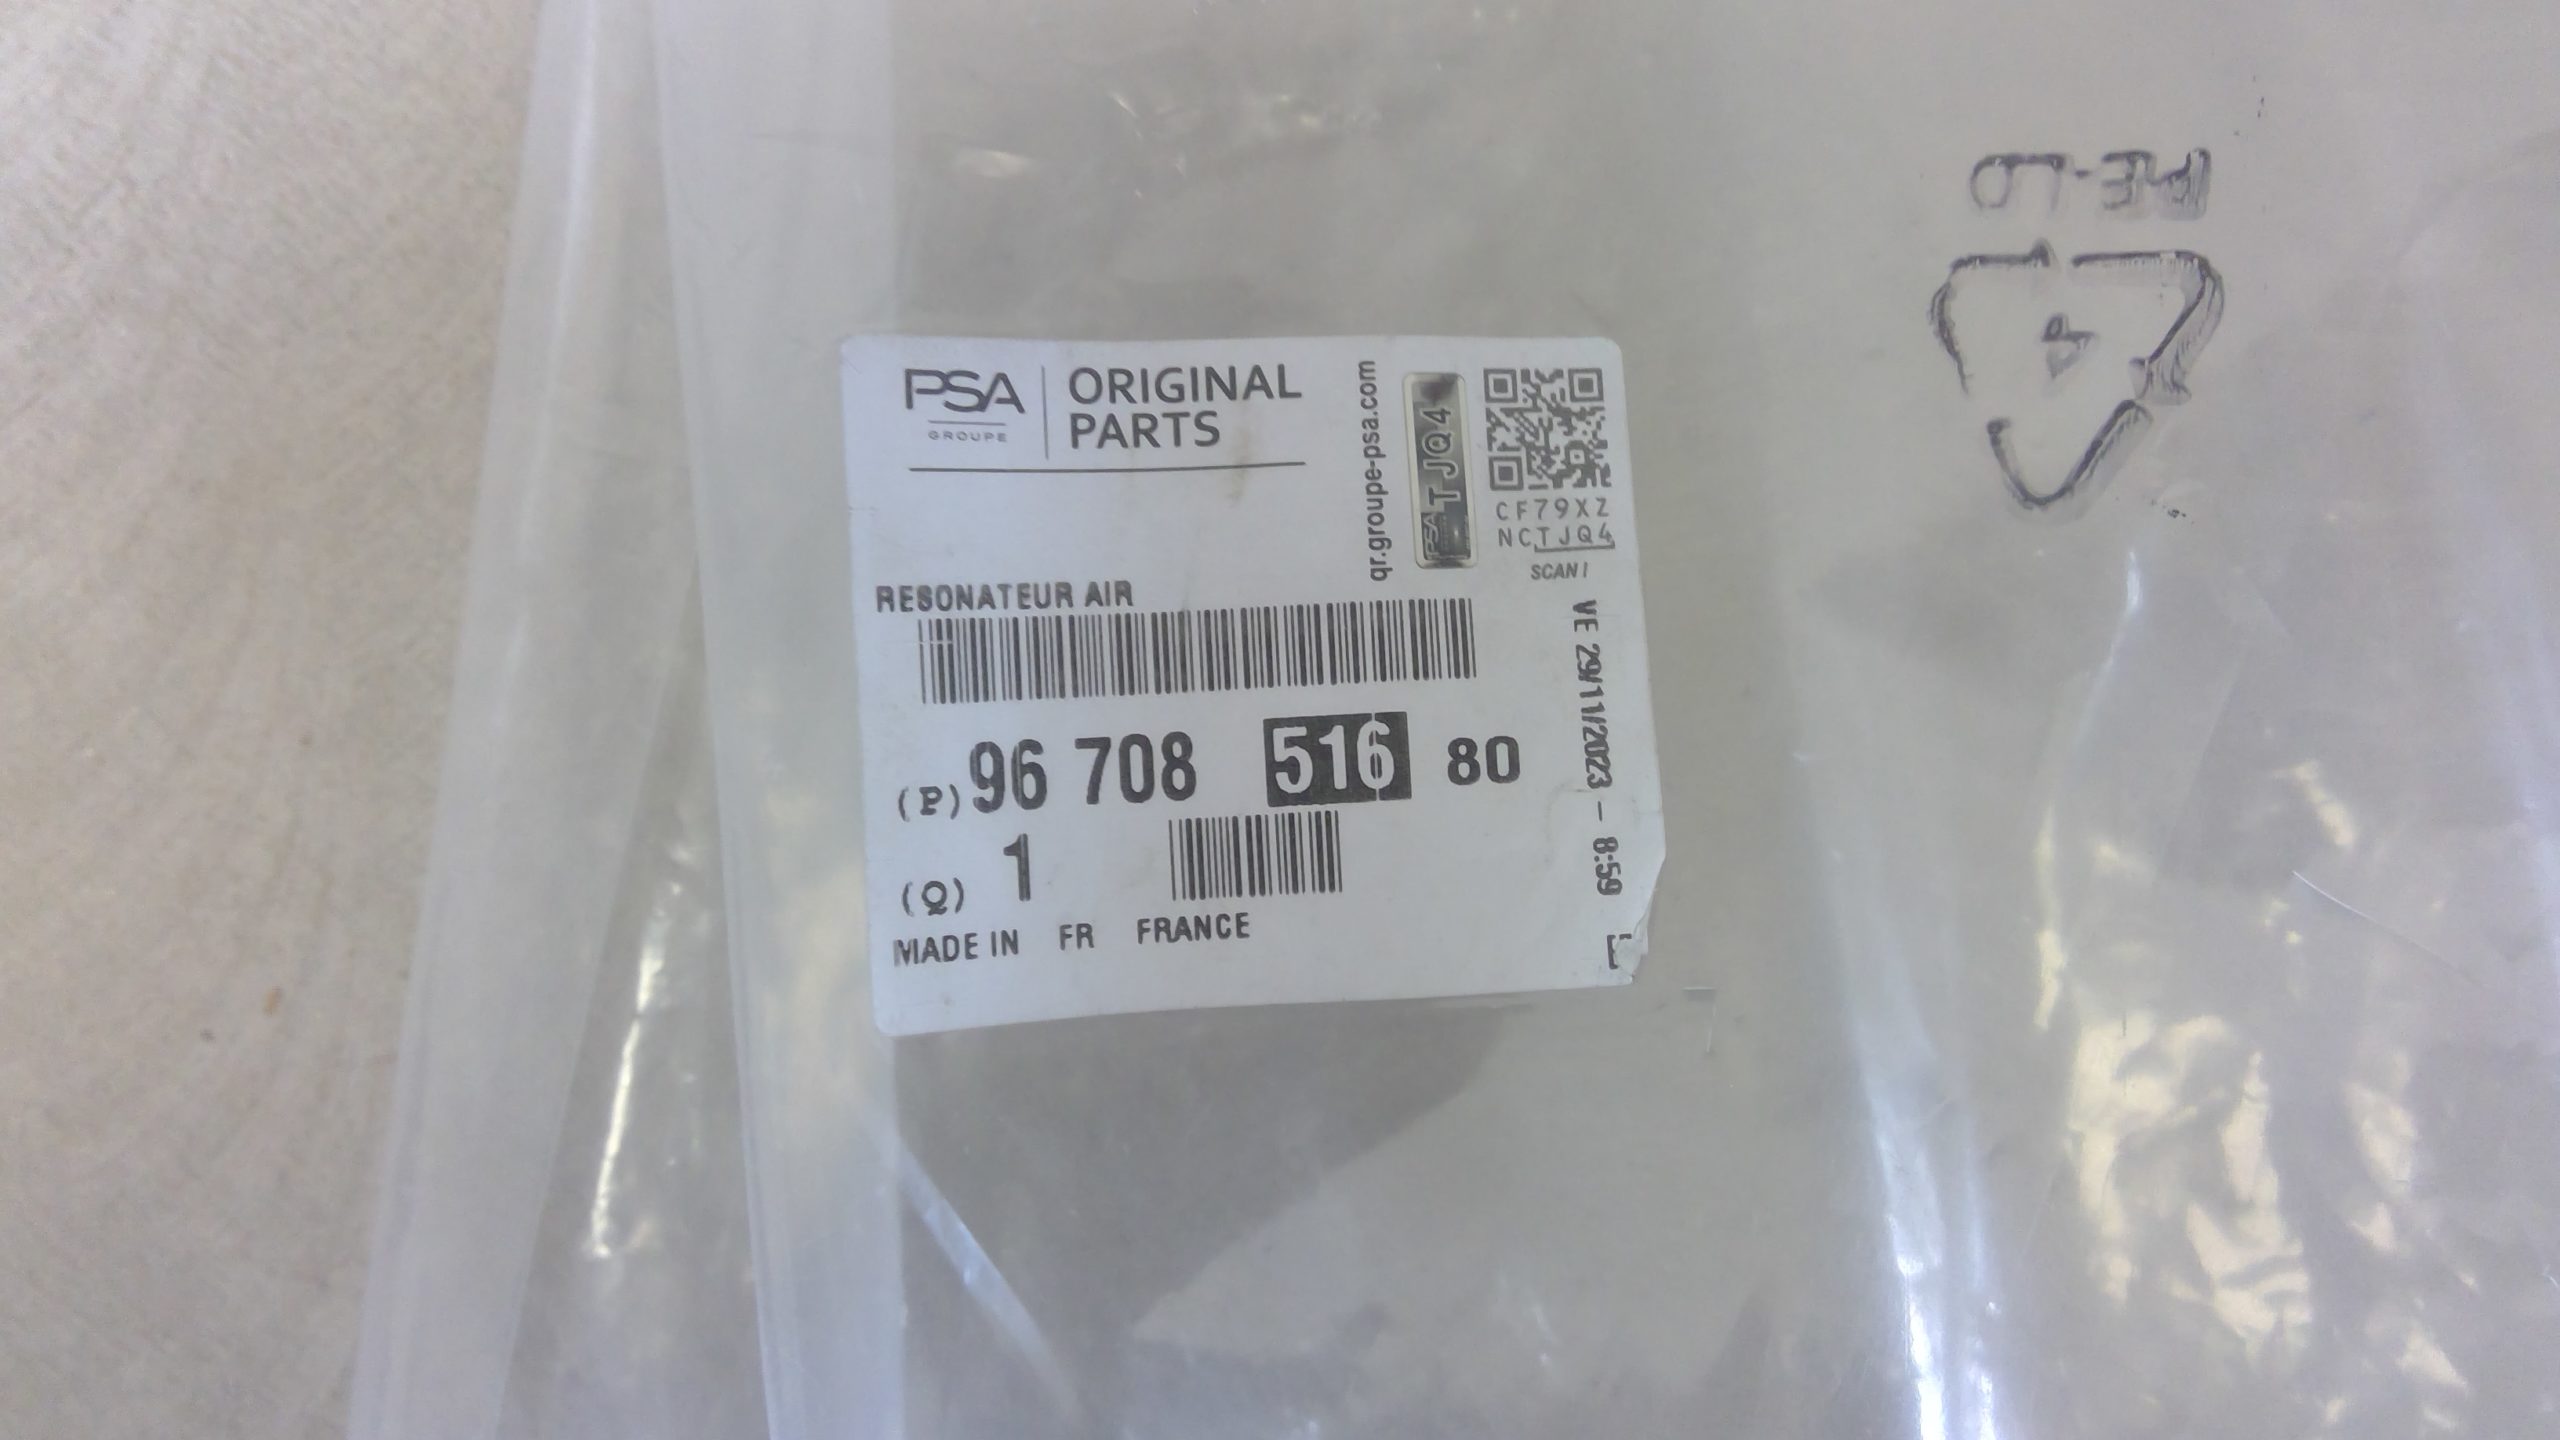 PSA
GROUPE
ORIGINAL
PARTS
qr.groupe-psa.com
PSA TJQ4
CF79XZ
NCTJQ4
SCAN!
RESONATEUR AIR
(P) 96 708 516 80
(Q) 1
MADE IN FR FRANCE
VE 29/11/2023 - 8:59
PE-LD
4